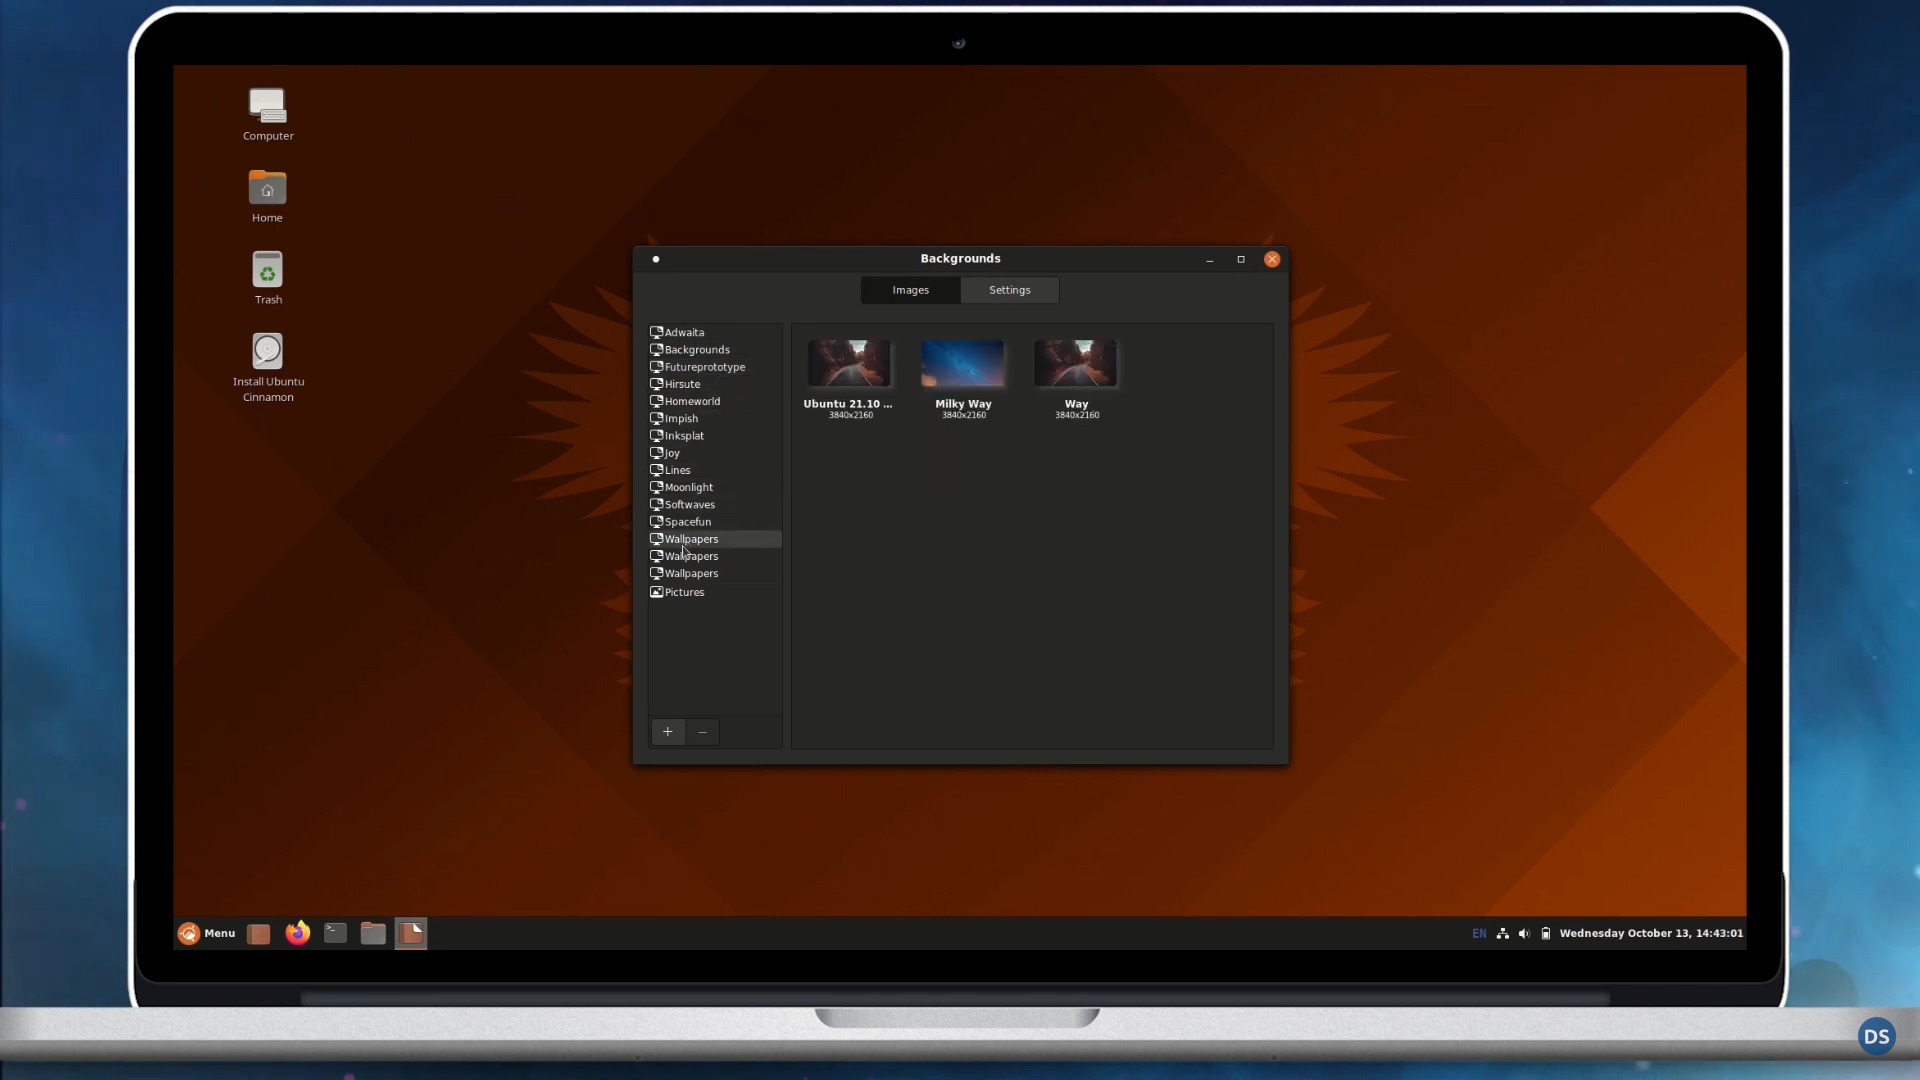 Computer
Home
Trash
Install Ubuntu
Cinnamon
Backgrounds
Images
Settings
Adwaita
Backgrounds
Futureprototype
Hirsute
Homeworld
Impish
Inksplat
Joy
Lines
Moonlight
Softwaves
Spacefun
Wallpapers
Wallpapers
Wallpapers
Pictures
Ubuntu 21.10 ...
3840x2160
Milky Way
3840x2160
Way
3840x2160
+
−
Menu
EN
Wednesday October 13, 14:43:01
DS